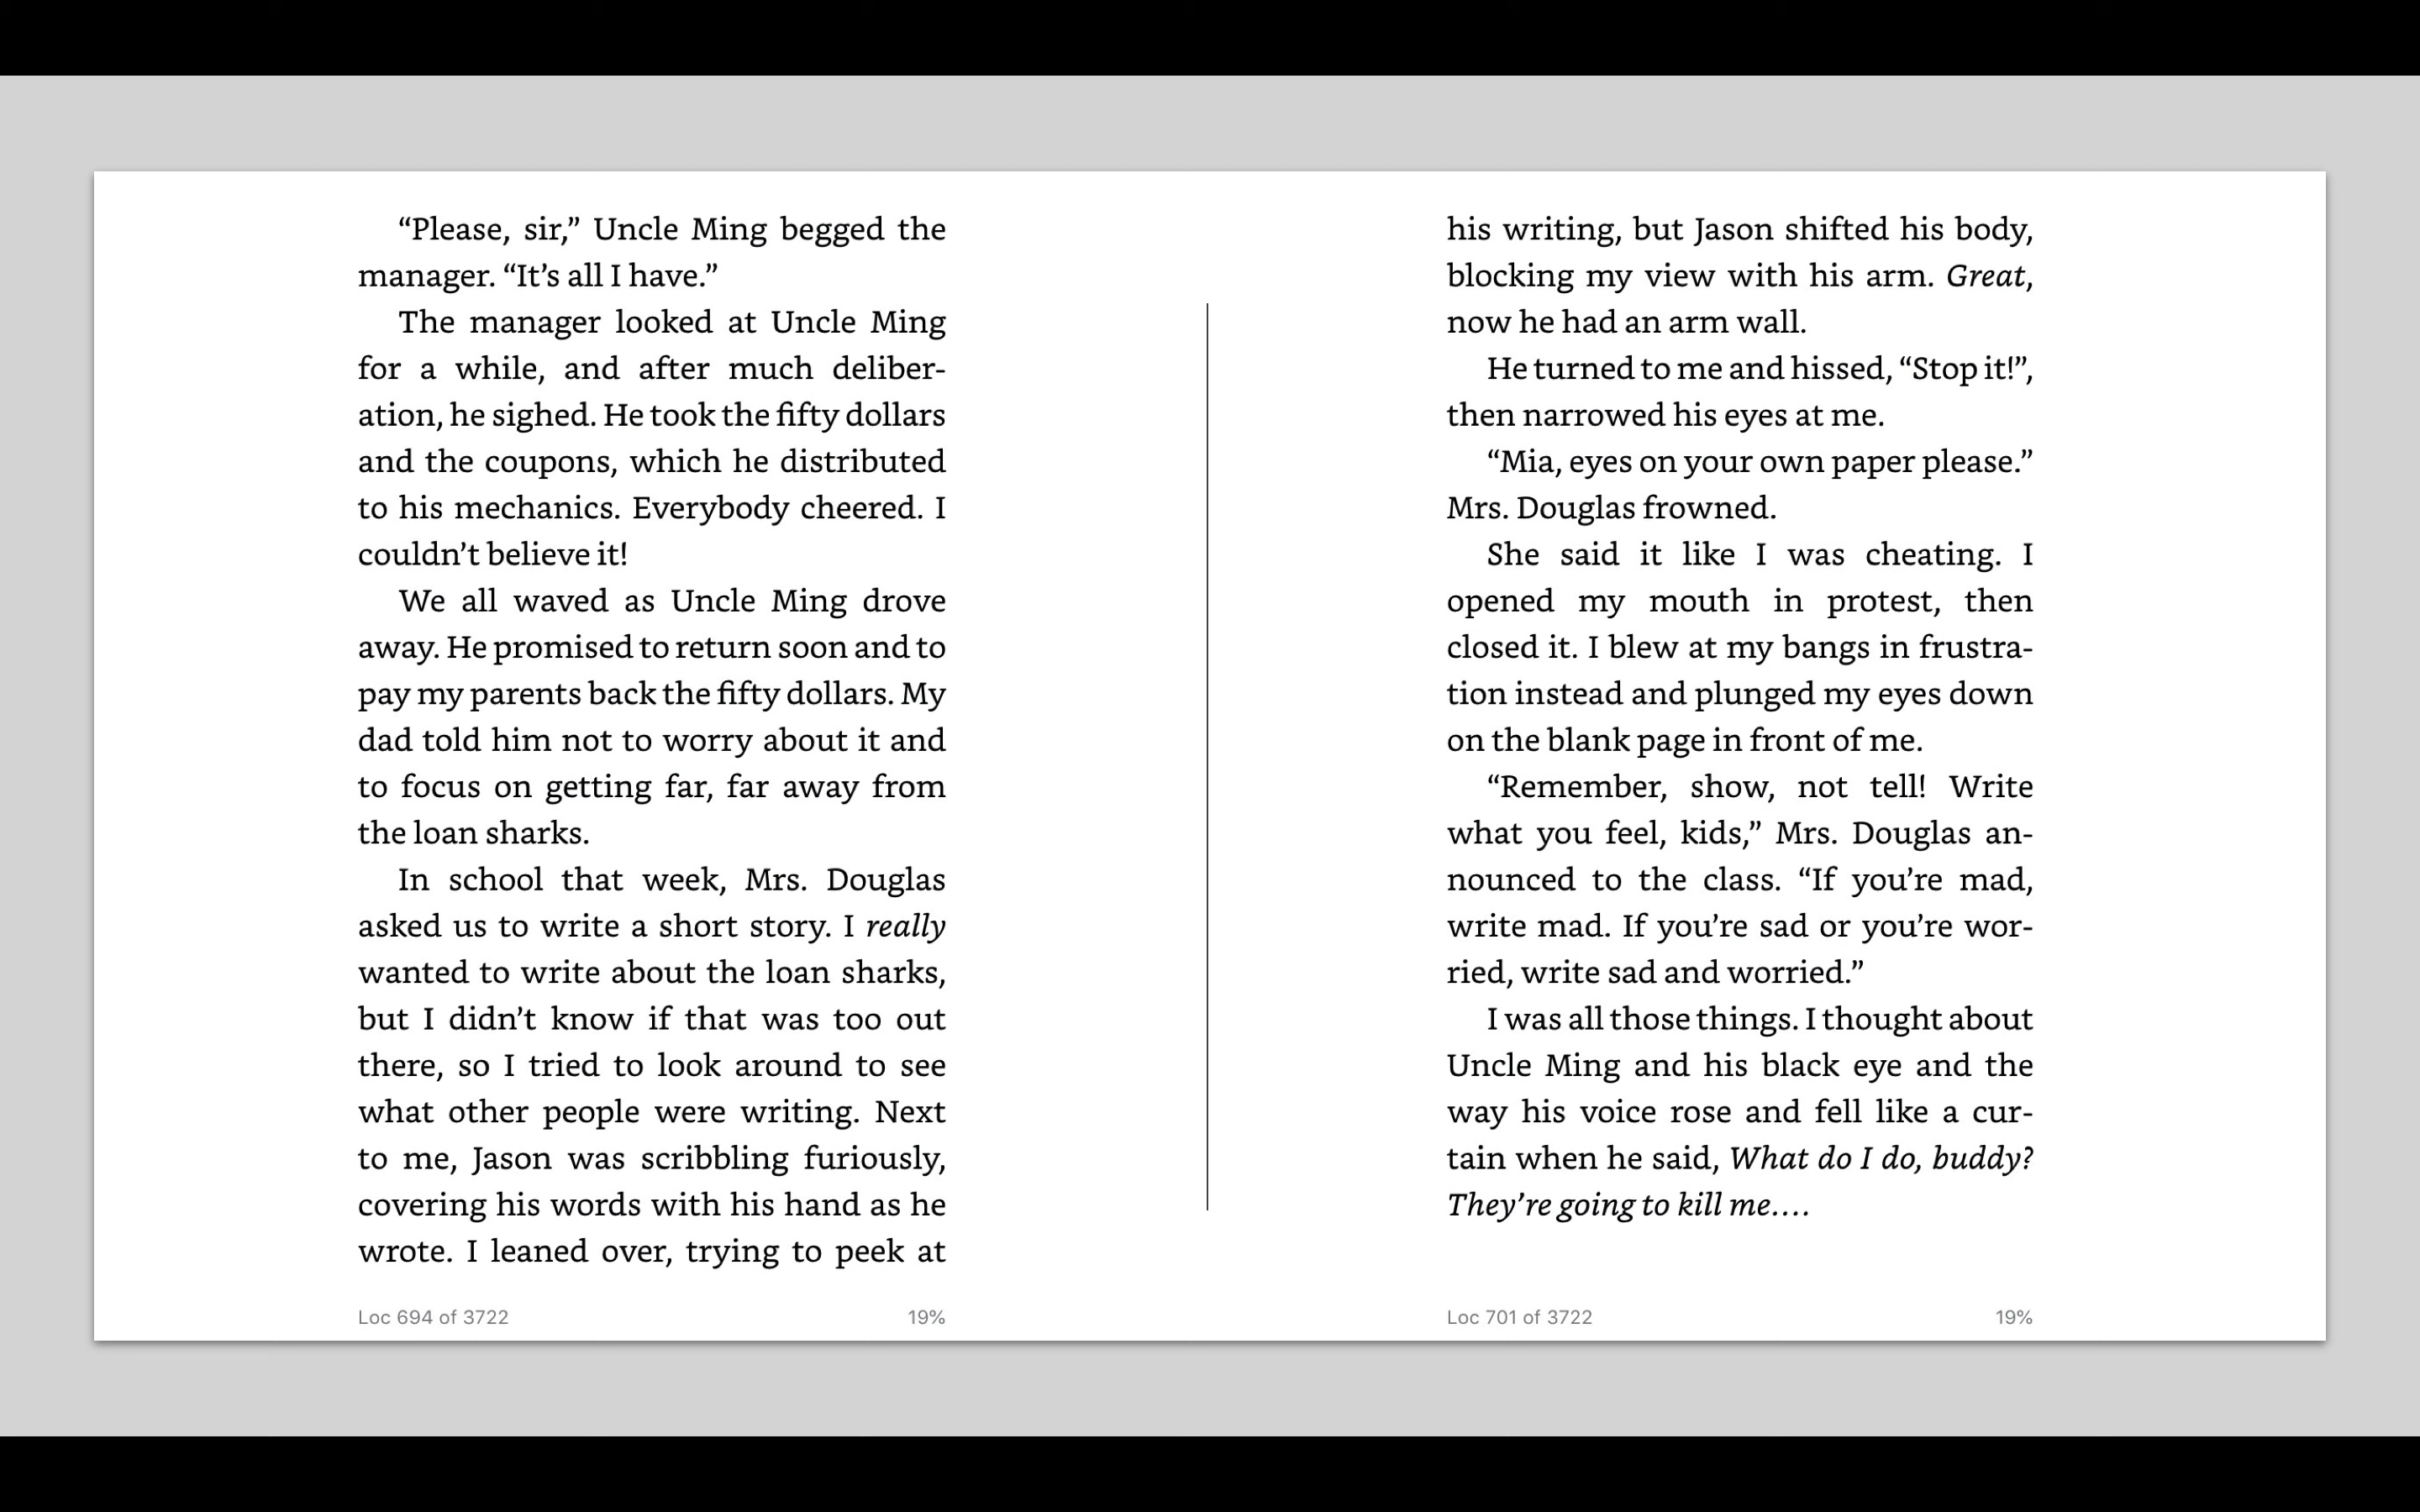 “Please, sir,” Uncle Ming begged the
manager. “It’s all I have.”
The manager looked at Uncle Ming
for a while, and after much deliber-
ation, he sighed. He took the fifty dollars
and the coupons, which he distributed
to his mechanics. Everybody cheered. I
couldn’t believe it!
We all waved as Uncle Ming drove
away. He promised to return soon and to
pay my parents back the fifty dollars. My
dad told him not to worry about it and
to focus on getting far, far away from
the loan sharks.
In school that week, Mrs. Douglas
asked us to write a short story. I really
wanted to write about the loan sharks,
but I didn’t know if that was too out
there, so I tried to look around to see
what other people were writing. Next
to me, Jason was scribbling furiously,
covering his words with his hand as he
wrote. I leaned over, trying to peek at
Loc 694 of 3722 19%
his writing, but Jason shifted his body,
blocking my view with his arm. Great,
now he had an arm wall.
He turned to me and hissed, “Stop it!”,
then narrowed his eyes at me.
“Mia, eyes on your own paper please.”
Mrs. Douglas frowned.
She said it like I was cheating. I
opened my mouth in protest, then
closed it. I blew at my bangs in frustra-
tion instead and plunged my eyes down
on the blank page in front of me.
“Remember, show, not tell! Write
what you feel, kids,” Mrs. Douglas an-
nounced to the class. “If you’re mad,
write mad. If you’re sad or you’re wor-
ried, write sad and worried.”
I was all those things. I thought about
Uncle Ming and his black eye and the
way his voice rose and fell like a cur-
tain when he said, What do I do, buddy?
They’re going to kill me....
Loc 701 of 3722 19%